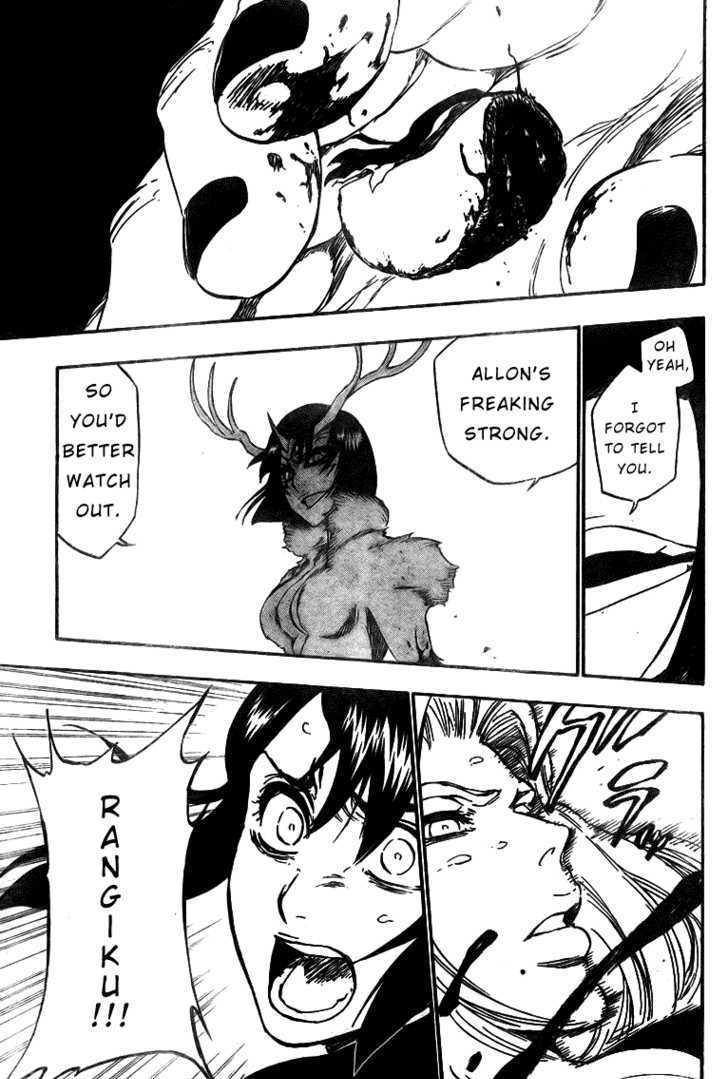 OH
YEAH,
I
FORGOT
TO TELL
YOU.
ALLON'S
FREAKING
STRONG.
SO
YOU'D
BETTER
WATCH
OUT.
RANGIKU!!!